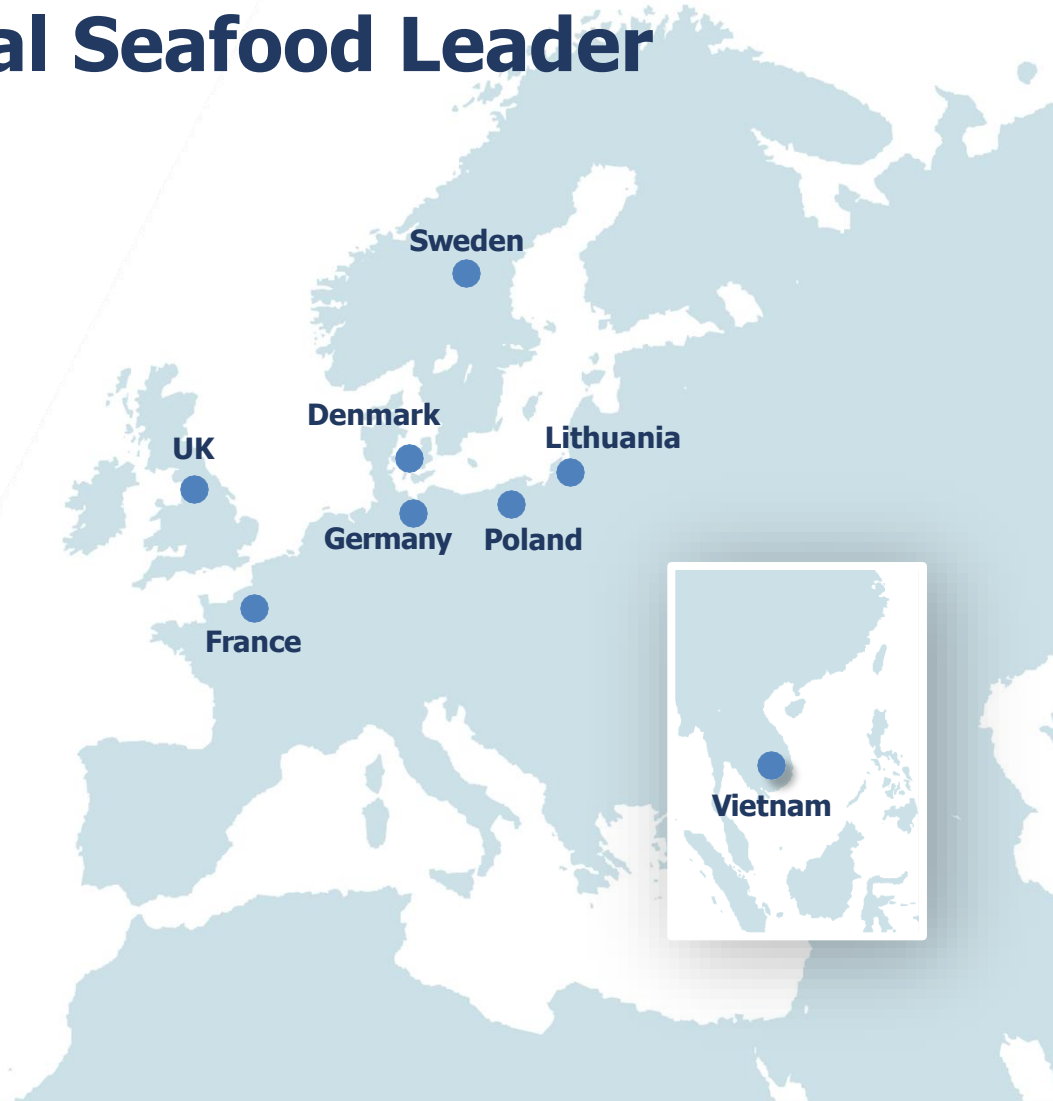 al Seafood Leader
Sweden
Denmark
Lithuania
UK
Germany
Poland
France
Vietnam